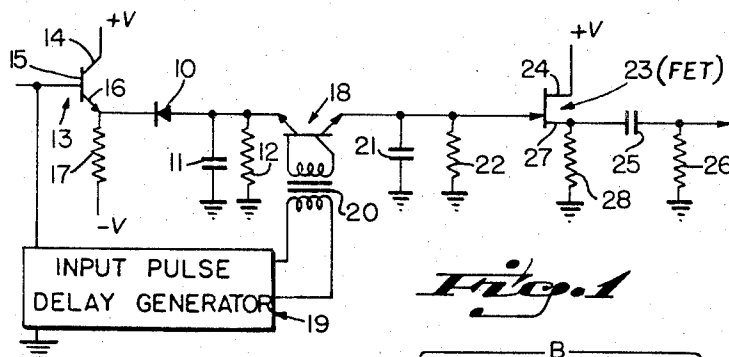 +V
14
15
16
13
17
-V
10
11
12
18
20
21
22
+V
24
23 (FET)
27
25
28
26
INPUT PULSE
DELAY GENERATOR
19
Fig. 1
B